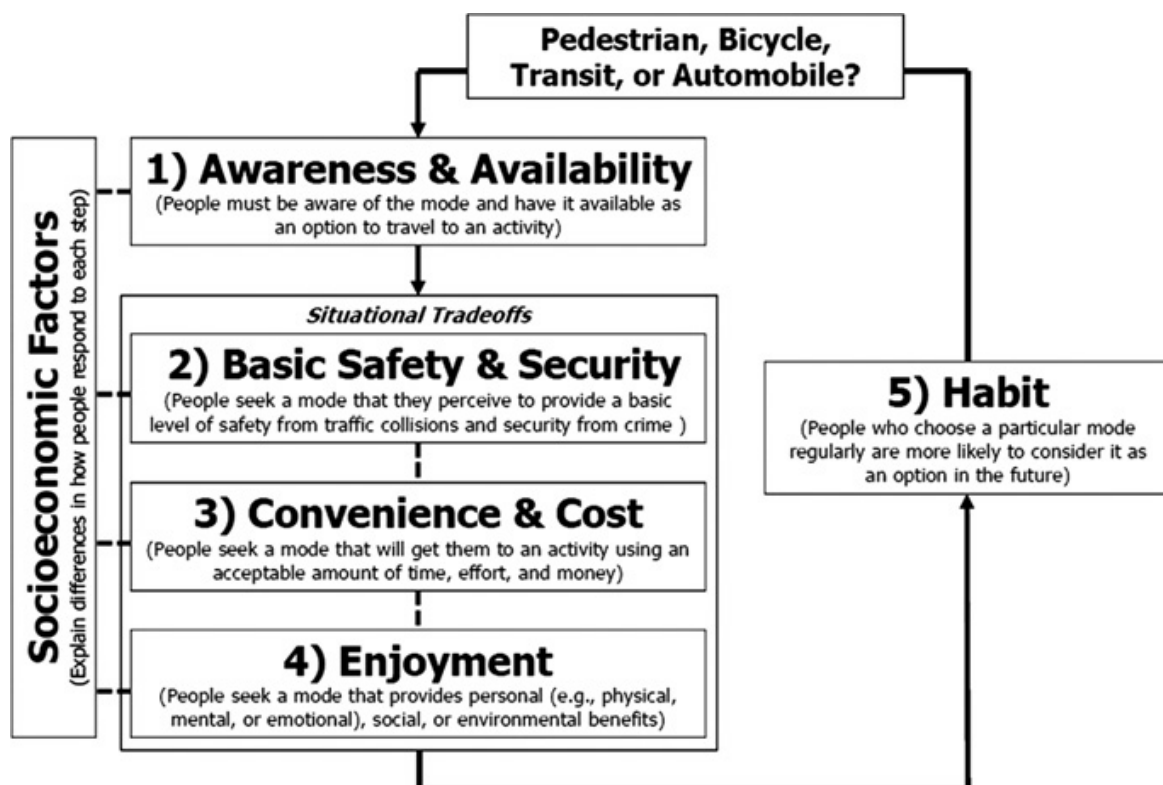 Pedestrian, Bicycle,
Transit, or Automobile?
Socioeconomic Factors
(Explain differences in how people respond to each step)
1) Awareness & Availability
(People must be aware of the mode and have it available as
an option to travel to an activity)
Situational Tradeoffs
2) Basic Safety & Security
(People seek a mode that they perceive to provide a basic
level of safety from traffic collisions and security from crime )
3) Convenience & Cost
(People seek a mode that will get them to an activity using an
acceptable amount of time, effort, and money)
4) Enjoyment
(People seek a mode that provides personal (e.g., physical,
mental, or emotional), social, or environmental benefits)
5) Habit
(People who choose a particular mode
regularly are more likely to consider it as
an option in the future)